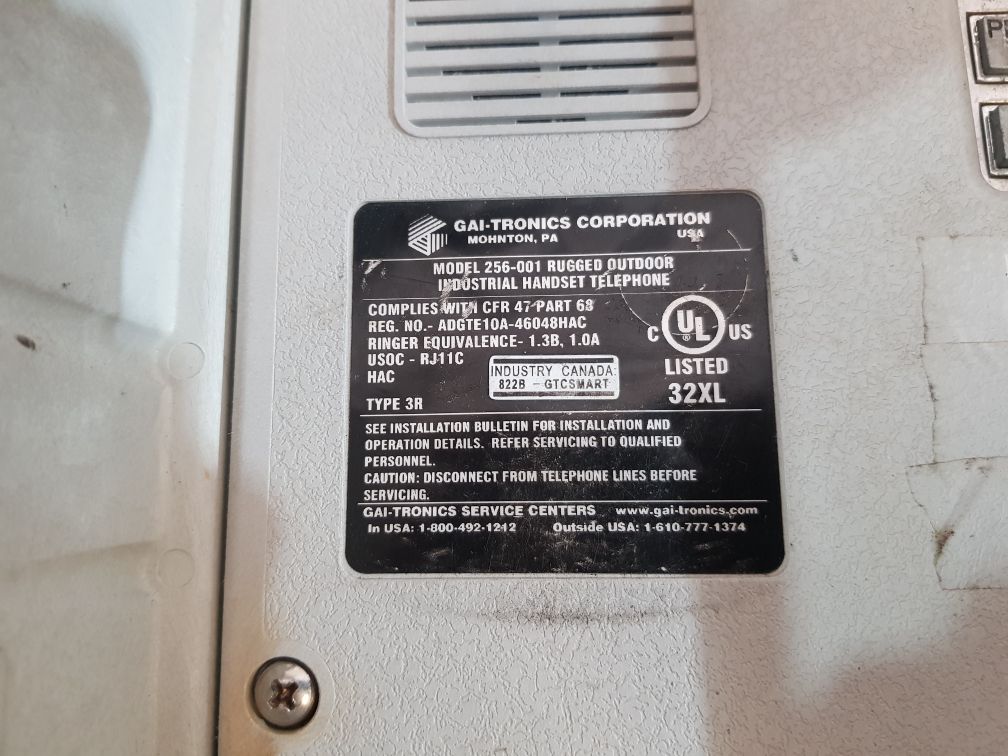 GAI-TRONICS CORPORATION
MOHNTON, PA USA
MODEL 256-001 RUGGED OUTDOOR
INDUSTRIAL HANDSET TELEPHONE
COMPLIES WITH CFR 47 PART 68
REG. NO.- ADGTE10A-46048HAC
RINGER EQUIVALENCE- 1.3B, 1.0A
USOC - RJ11C
HAC
TYPE 3R
INDUSTRY CANADA:
822B - GTCSMART
C UL ® US
LISTED
32XL
SEE INSTALLATION BULLETIN FOR INSTALLATION AND
OPERATION DETAILS. REFER SERVICING TO QUALIFIED
PERSONNEL.
CAUTION: DISCONNECT FROM TELEPHONE LINES BEFORE
SERVICING.
GAI-TRONICS SERVICE CENTERS www.gai-tronics.com
In USA: 1-800-492-1212 Outside USA: 1-610-777-1374